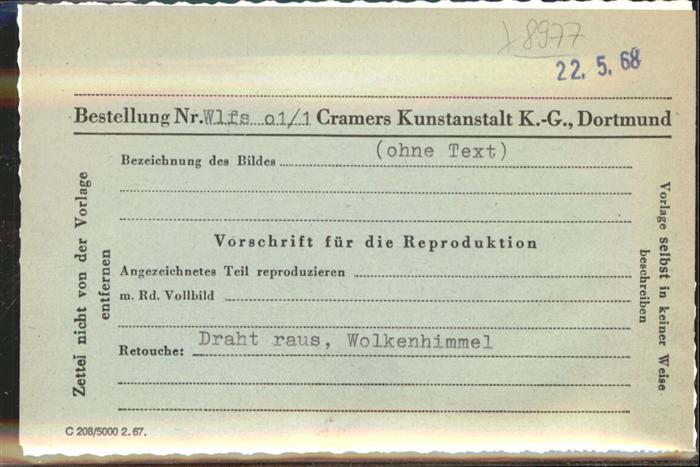 λ 8977
22. 5. 68
Bestellung Nr. Wlfs o1/1 Cramers Kunstanstalt K.-G., Dortmund
Bezeichnung des Bildes (ohne Text)
Vorschrift für die Reproduktion
Angezeichnetes Teil reproduzieren
m. Rd. Vollbild
Retouche: Draht raus, Wolkenhimmel
Zettel nicht von der Vorlage
entfernen
Vorlage selbst in keiner Weise
beschreiben
C 208/5000 2. 67.